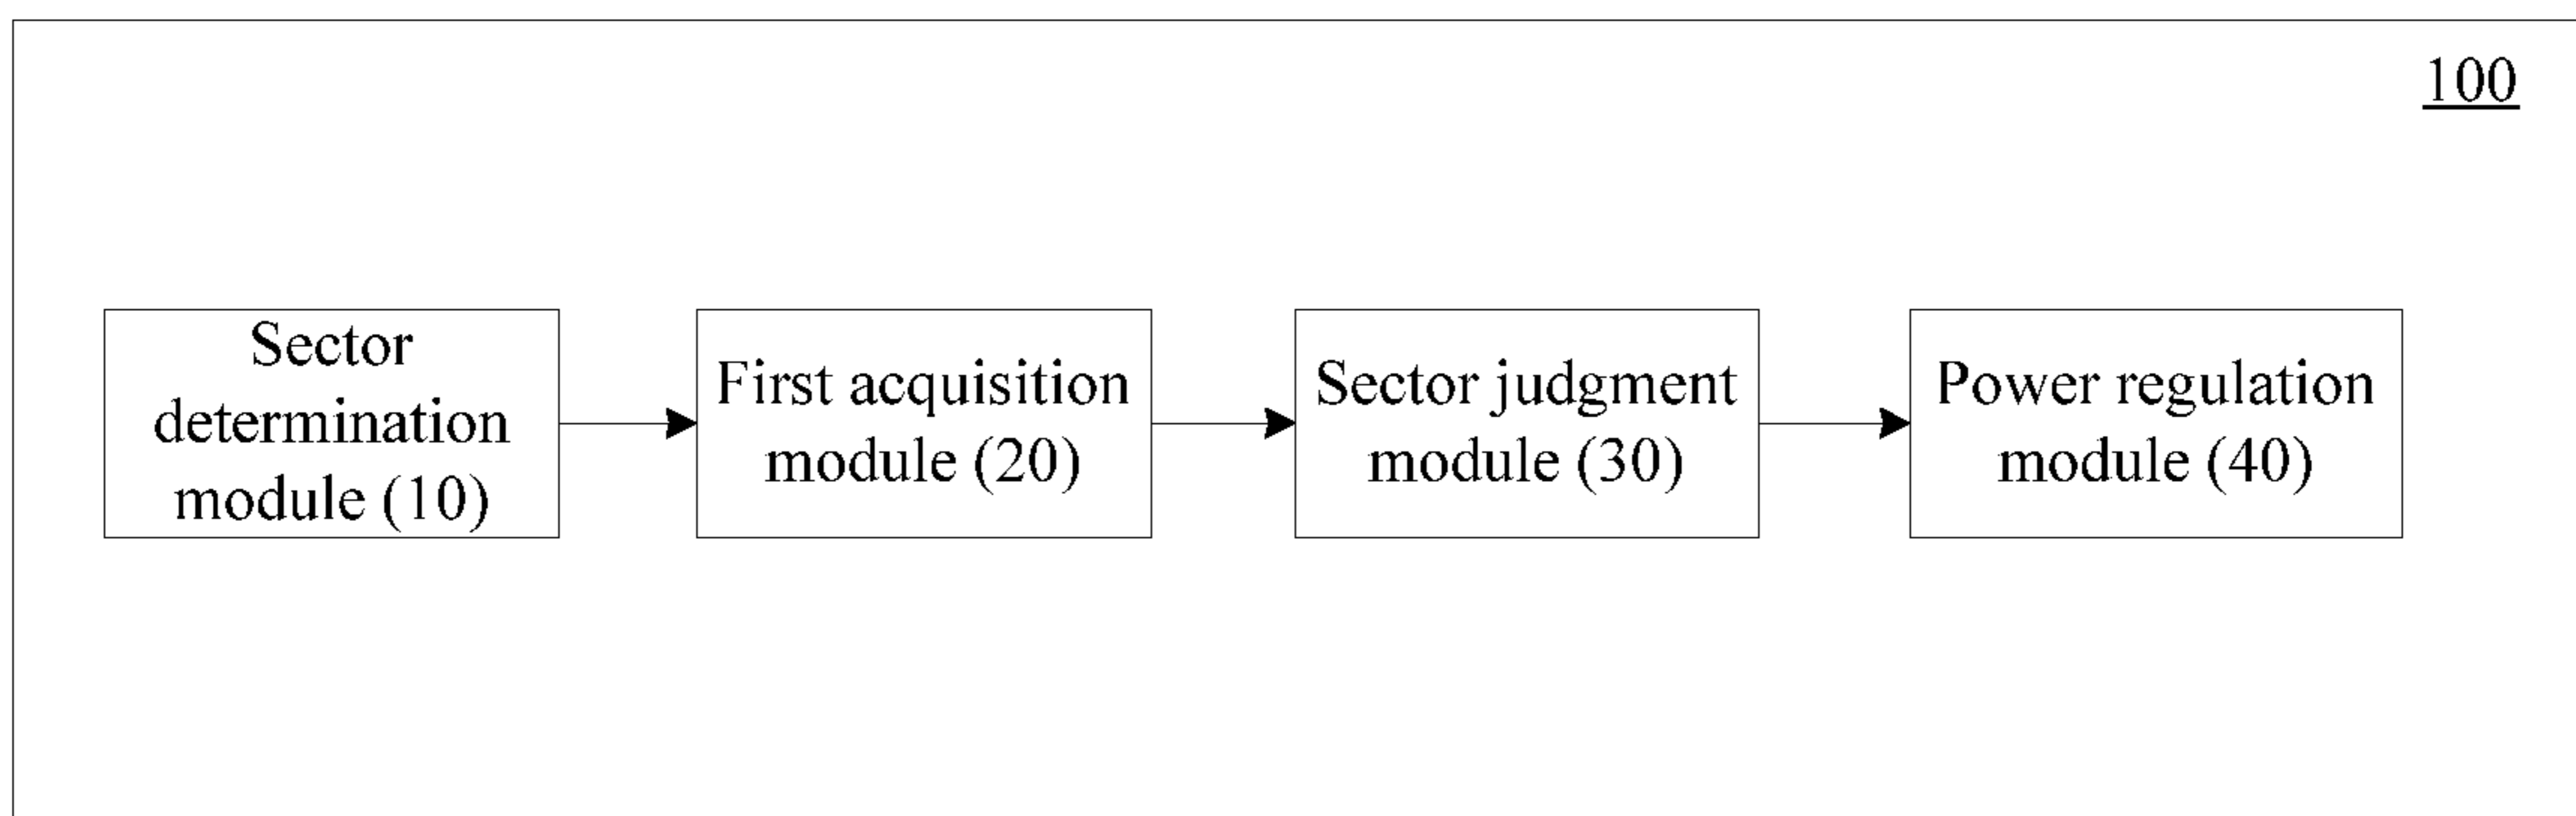 100
Sector
determination
module (10)
First acquisition
module (20)
Sector judgment
module (30)
Power regulation
module (40)